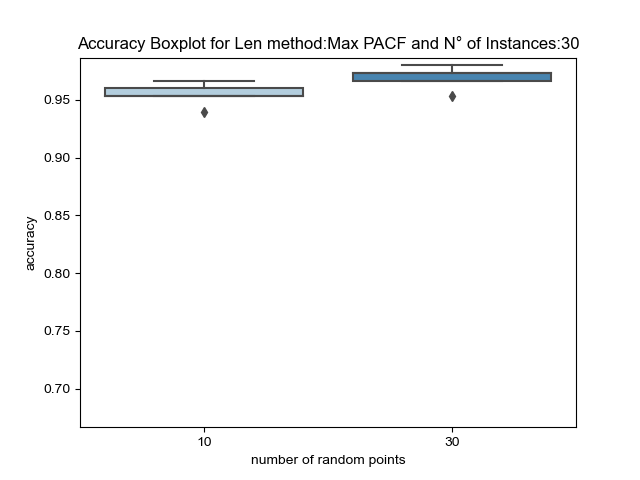 Accuracy Boxplot for Len method:Max PACF and N° of Instances:30
0.95
0.90
0.85
0.80
0.75
0.70
accuracy
10 30
number of random points